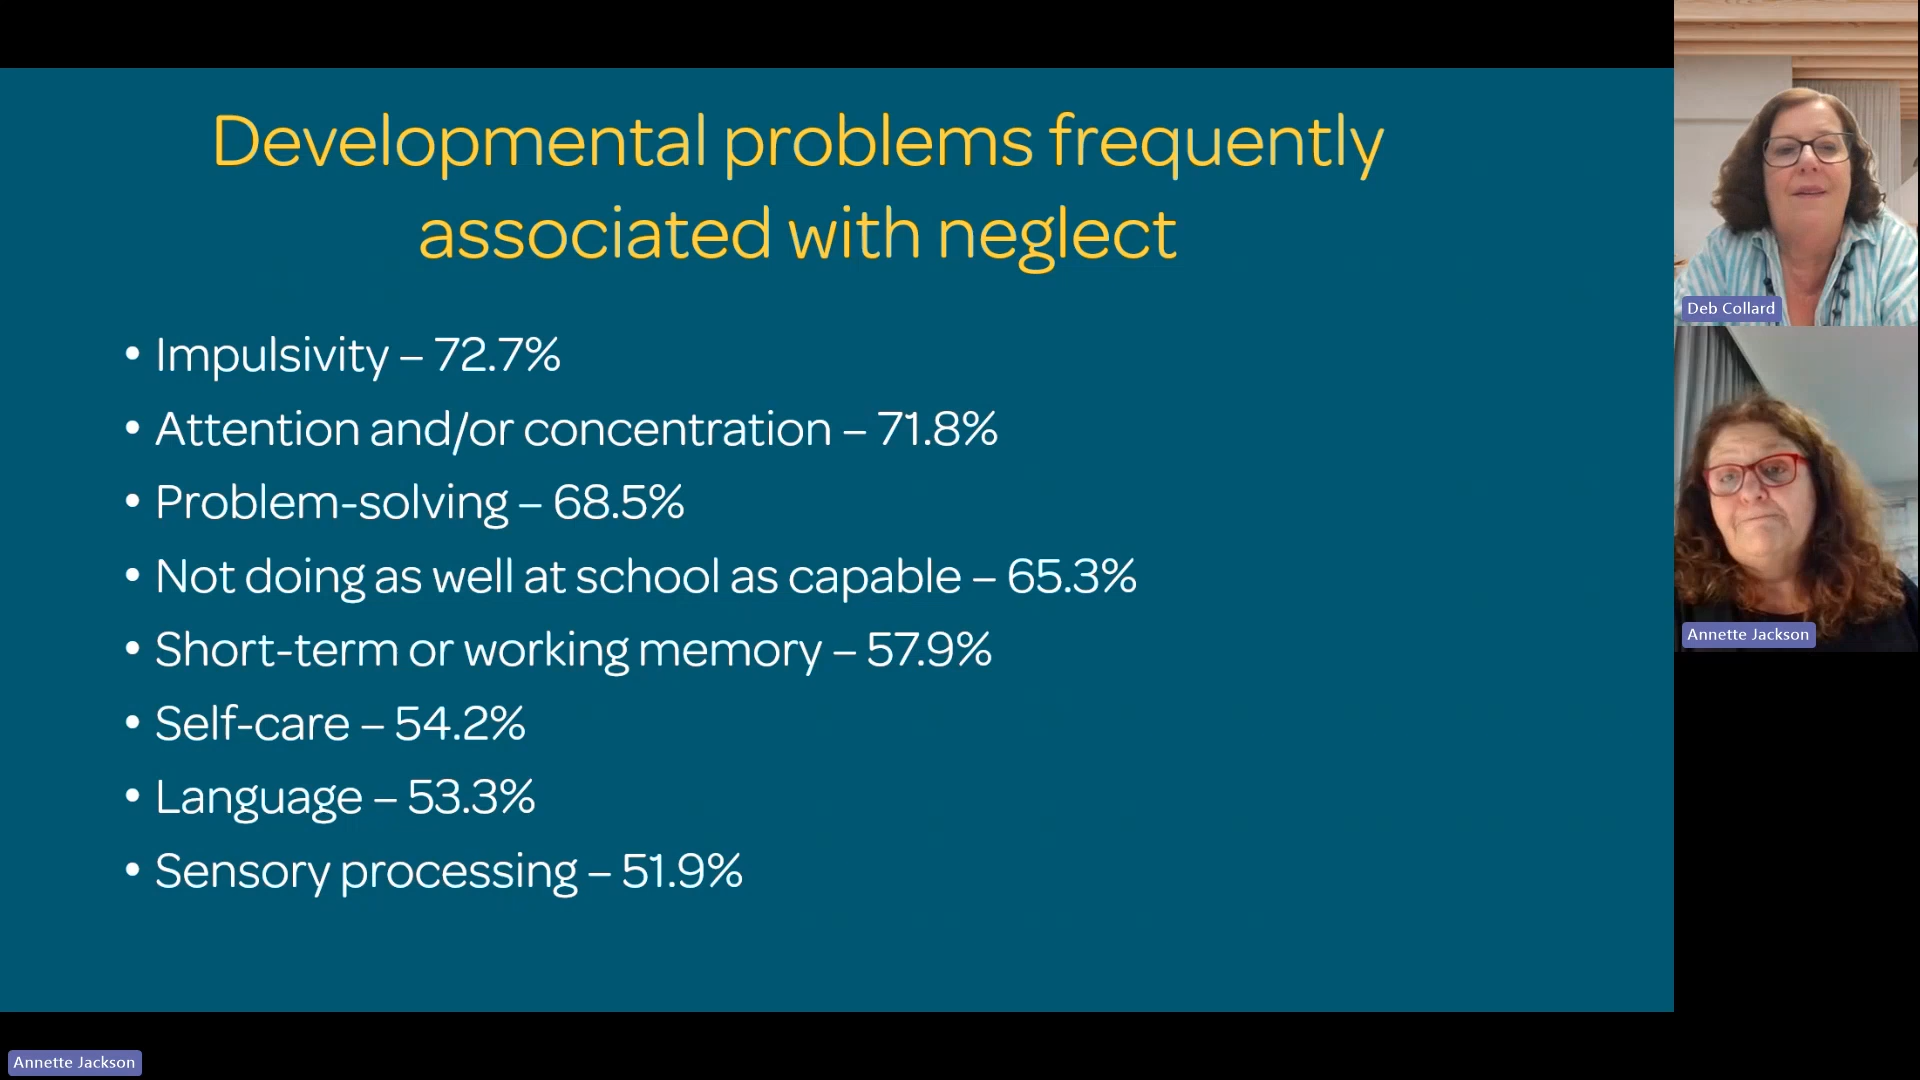 Developmental problems frequently
associated with neglect
• Impulsivity – 72.7%
• Attention and/or concentration – 71.8%
• Problem-solving – 68.5%
• Not doing as well at school as capable – 65.3%
• Short-term or working memory – 57.9%
• Self-care – 54.2%
• Language – 53.3%
• Sensory processing – 51.9%
Deb Collard
Annette Jackson
Annette Jackson